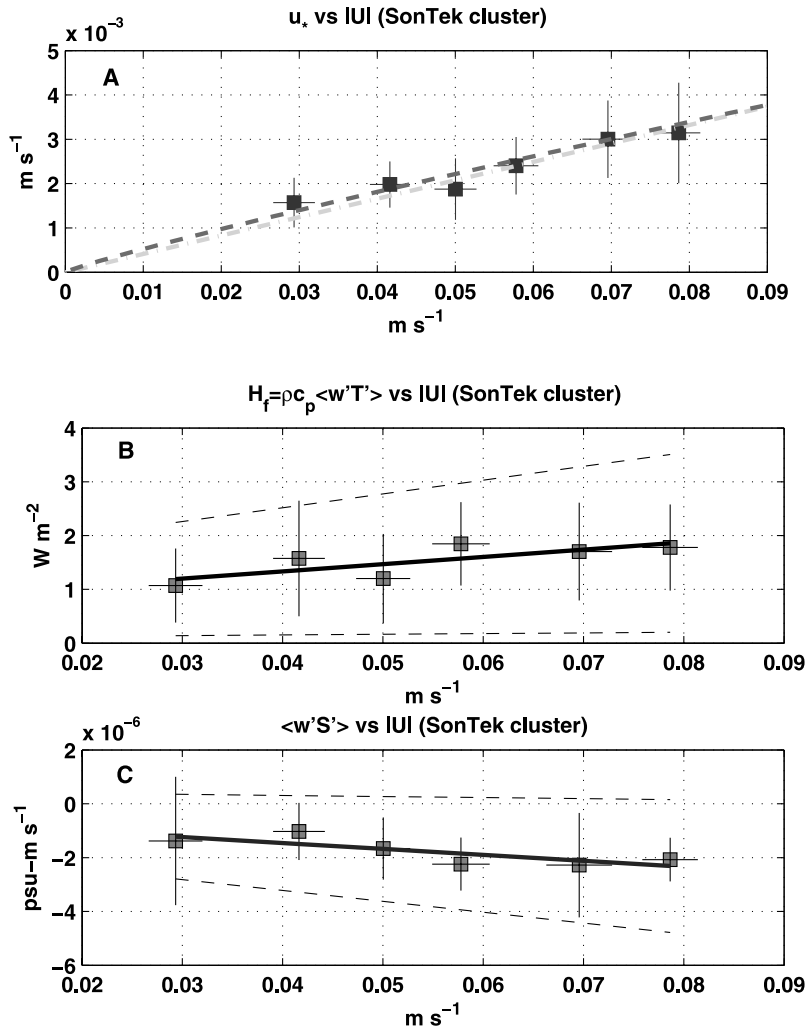 u* vs |U| (SonTek cluster)
x 10⁻³
A
5
4
3
2
1
0
m s⁻¹
0 0.01 0.02 0.03 0.04 0.05 0.06 0.07 0.08 0.09
m s⁻¹
H_f=ρc_p<w'T'> vs |U| (SonTek cluster)
B
4
3
2
1
0
W m⁻²
0.02 0.03 0.04 0.05 0.06 0.07 0.08 0.09
m s⁻¹
<w'S'> vs |U| (SonTek cluster)
x 10⁻⁶
C
2
0
−2
−4
−6
psu−m s⁻¹
0.02 0.03 0.04 0.05 0.06 0.07 0.08 0.09
m s⁻¹